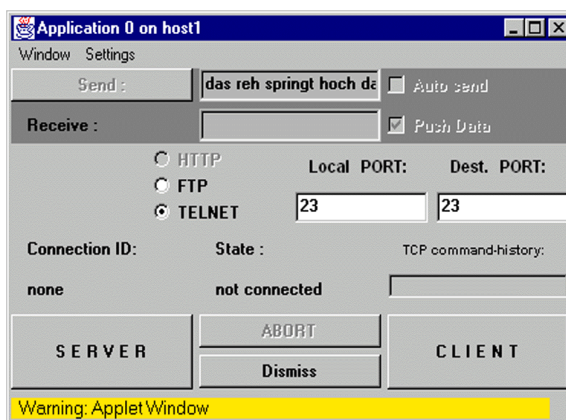 Application 0 on host1
Window Settings
Send : das reh springt hoch da Auto send
Receive : Push Data
HTTP
FTP
TELNET
Local PORT: Dest. PORT:
23 23
Connection ID: State : TCP command-history:
none not connected
SERVER ABORT CLIENT
Dismiss
Warning: Applet Window